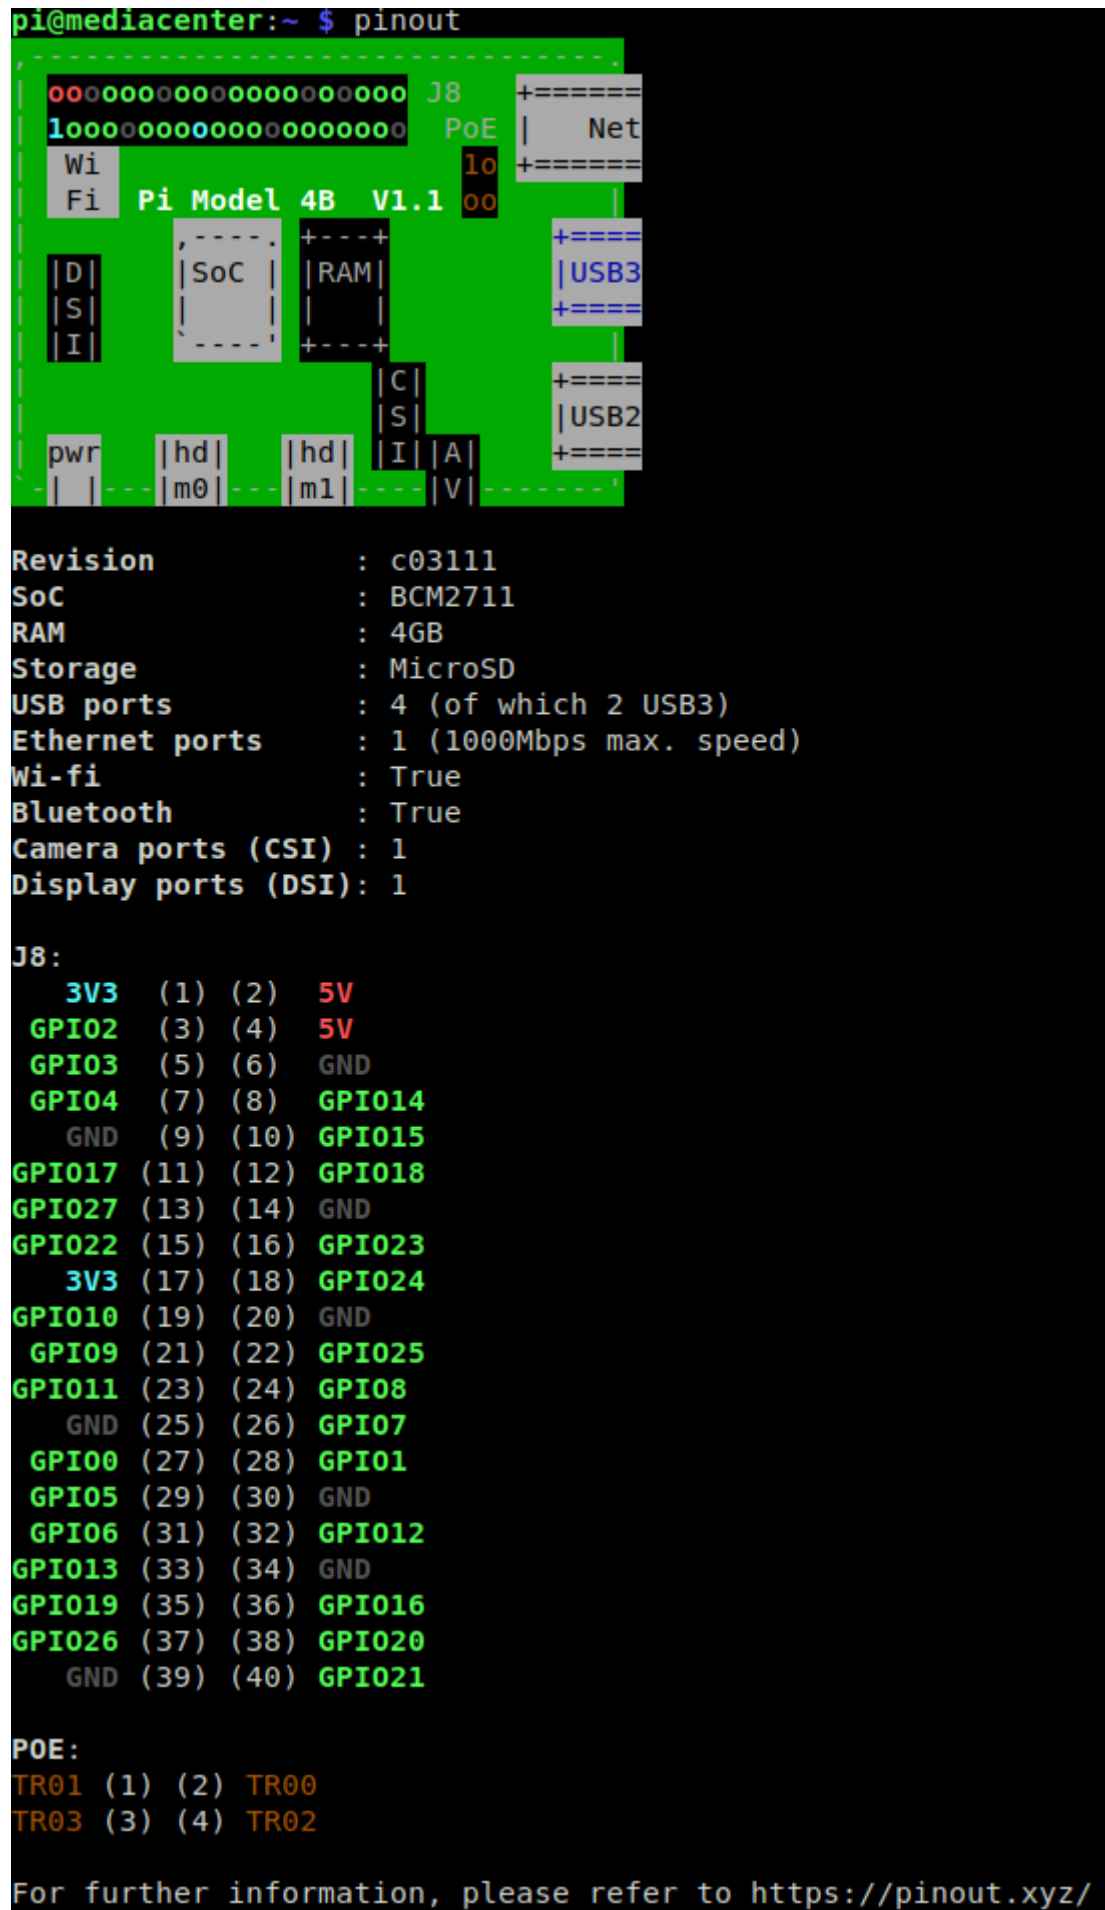 pi@mediacenter:~ $ pinout
,--------------------------------.
| oooooooooooooooooooo J8   +======
| 1ooooooooooooooooooo  PoE |   Net
|  Wi                    1o +======
|  Fi  Pi Model 4B  V1.1 oo      |
|        ,----. +---+         +====
| |D|    |SoC | |RAM|         |USB3
| |S|    |    | |   |         +====
| |I|    `----' +---+            |
|                   |C|       +====
|                   |S|       |USB2
| pwr   |hd|   |hd| |I||A|    +====
`-| |---|m0|---|m1|----|V|-------'

Revision           : c03111
SoC                : BCM2711
RAM                : 4GB
Storage            : MicroSD
USB ports          : 4 (of which 2 USB3)
Ethernet ports     : 1 (1000Mbps max. speed)
Wi-fi              : True
Bluetooth          : True
Camera ports (CSI) : 1
Display ports (DSI): 1

J8:
   3V3  (1) (2)  5V
 GPIO2  (3) (4)  5V
 GPIO3  (5) (6)  GND
 GPIO4  (7) (8)  GPIO14
   GND  (9) (10) GPIO15
GPIO17 (11) (12) GPIO18
GPIO27 (13) (14) GND
GPIO22 (15) (16) GPIO23
   3V3 (17) (18) GPIO24
GPIO10 (19) (20) GND
 GPIO9 (21) (22) GPIO25
GPIO11 (23) (24) GPIO8
   GND (25) (26) GPIO7
 GPIO0 (27) (28) GPIO1
 GPIO5 (29) (30) GND
 GPIO6 (31) (32) GPIO12
GPIO13 (33) (34) GND
GPIO19 (35) (36) GPIO16
GPIO26 (37) (38) GPIO20
   GND (39) (40) GPIO21

POE:
TR01 (1) (2) TR00
TR03 (3) (4) TR02

For further information, please refer to https://pinout.xyz/